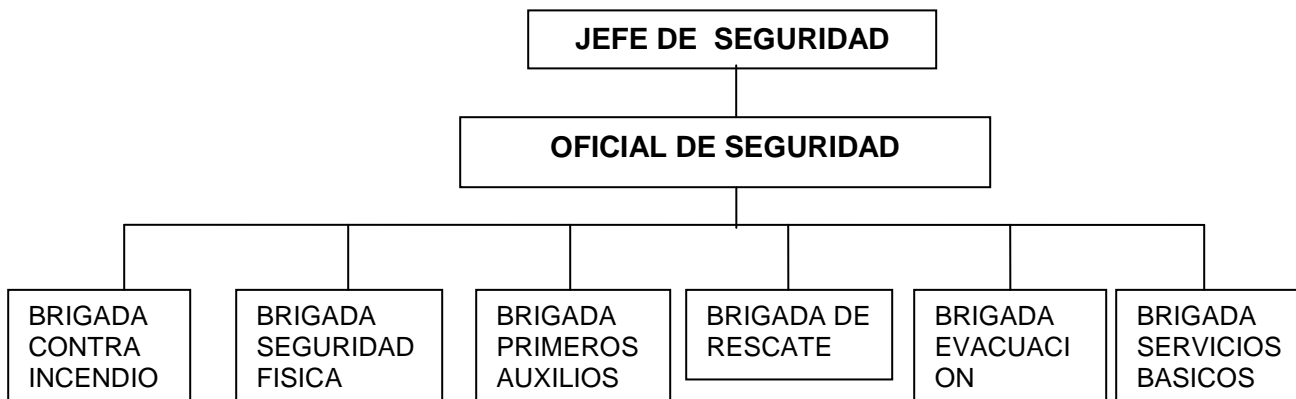 JEFE DE  SEGURIDAD
OFICIAL DE SEGURIDAD
BRIGADA
CONTRA
INCENDIO
BRIGADA
SEGURIDAD
FISICA
BRIGADA
PRIMEROS
AUXILIOS
BRIGADA DE
RESCATE
BRIGADA
EVACUACI
ON
BRIGADA
SERVICIOS
BASICOS